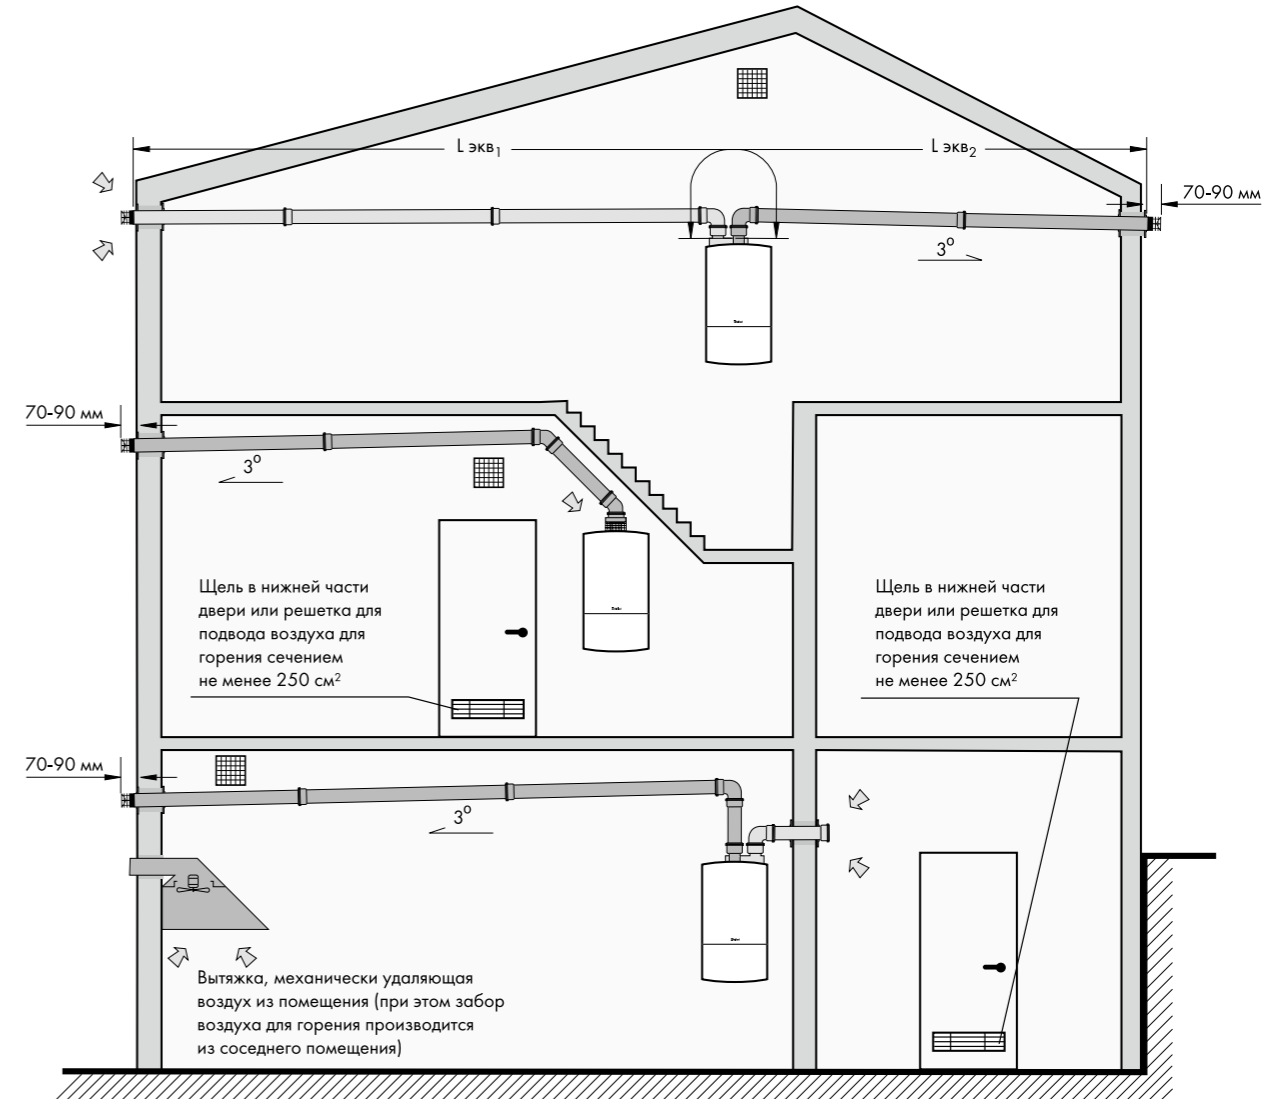 L экв1
L экв2
70-90 мм
3°
70-90 мм
3°
Щель в нижней части
двери или решетка для
подвода воздуха для
горения сечением
не менее 250 см²
Щель в нижней части
двери или решетка для
подвода воздуха для
горения сечением
не менее 250 см²
70-90 мм
3°
Вытяжка, механически удаляющая
воздух из помещения (при этом забор
воздуха для горения производится
из соседнего помещения)